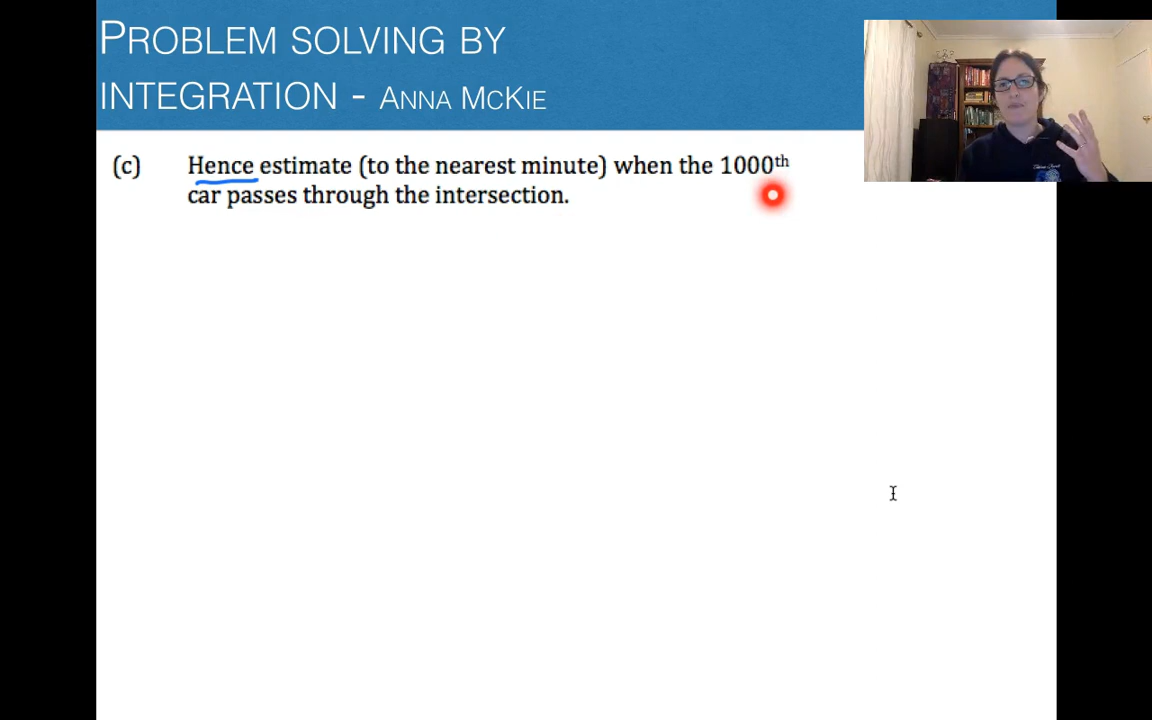 PROBLEM SOLVING BY
INTEGRATION - ANNA MCKIE
(c) Hence estimate (to the nearest minute) when the 1000th
car passes through the intersection.